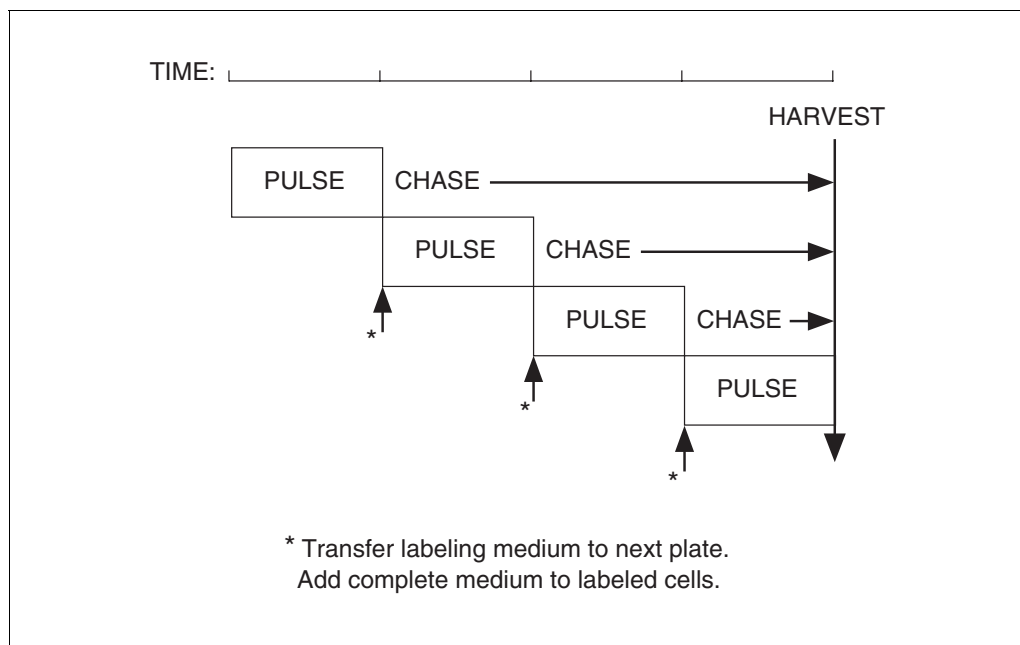 TIME:
HARVEST
PULSE CHASE
PULSE CHASE
*
PULSE CHASE
*
PULSE
*
* Transfer labeling medium to next plate.
Add complete medium to labeled cells.